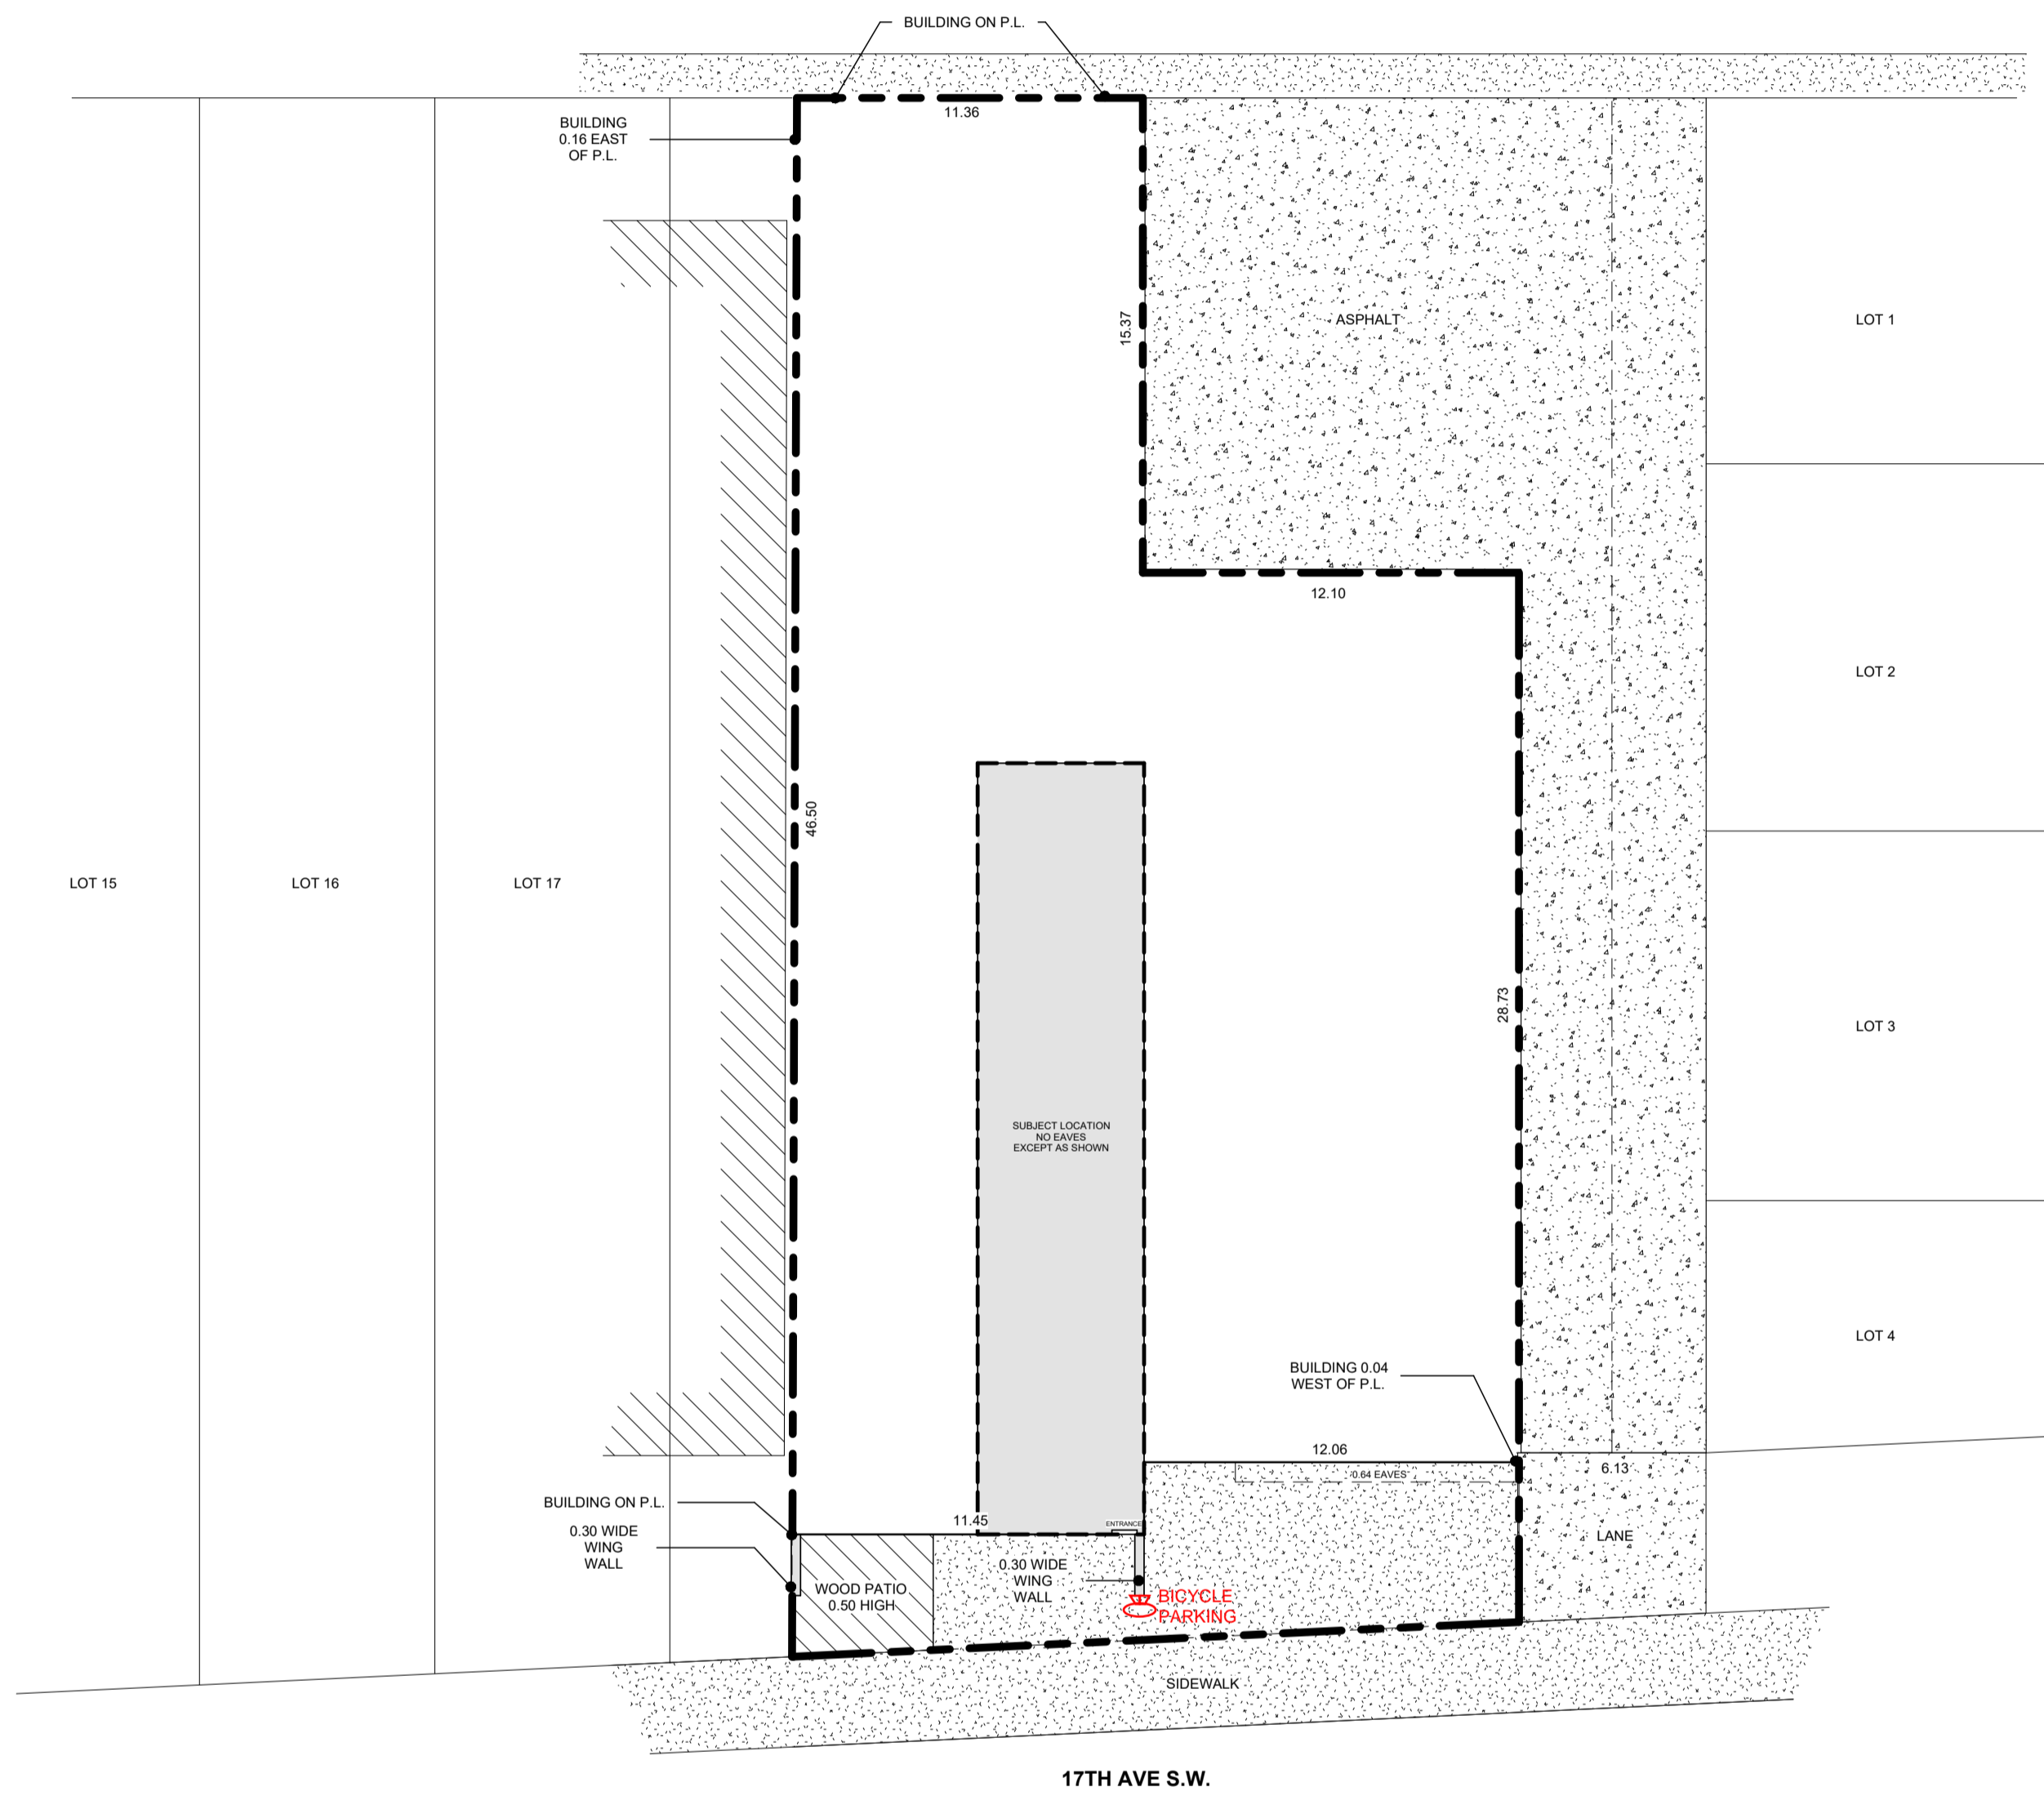 BUILDING ON P.L.
11.36
BUILDING
0.16 EAST
OF P.L.
15.37
ASPHALT
LOT 1
12.10
LOT 2
46.50
LOT 15
LOT 16
LOT 17
28.73
LOT 3
SUBJECT LOCATION
NO EAVES
EXCEPT AS SHOWN
LOT 4
BUILDING 0.04
WEST OF P.L.
12.06
0.64 EAVES
6.13
BUILDING ON P.L.
11.45
ENTRANCE
0.30 WIDE
WING
WALL
LANE
0.30 WIDE
WING
WALL
WOOD PATIO
0.50 HIGH
BICYCLE
PARKING
SIDEWALK
17TH AVE S.W.